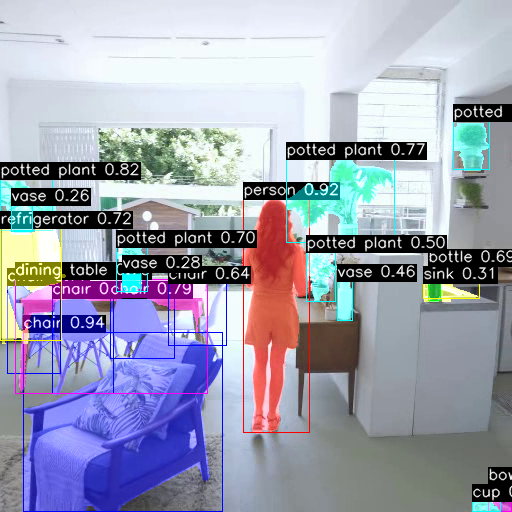 potted
potted plant 0.77
potted plant 0.82
person 0.92
vase 0.26
refrigerator 0.72
potted plant 0.70
potted plant 0.50
bottle 0.69
vase 0.28
dining table
chair 0.64
vase 0.46
sink 0.31
chair 0.79
chair 0.94
bow
cup